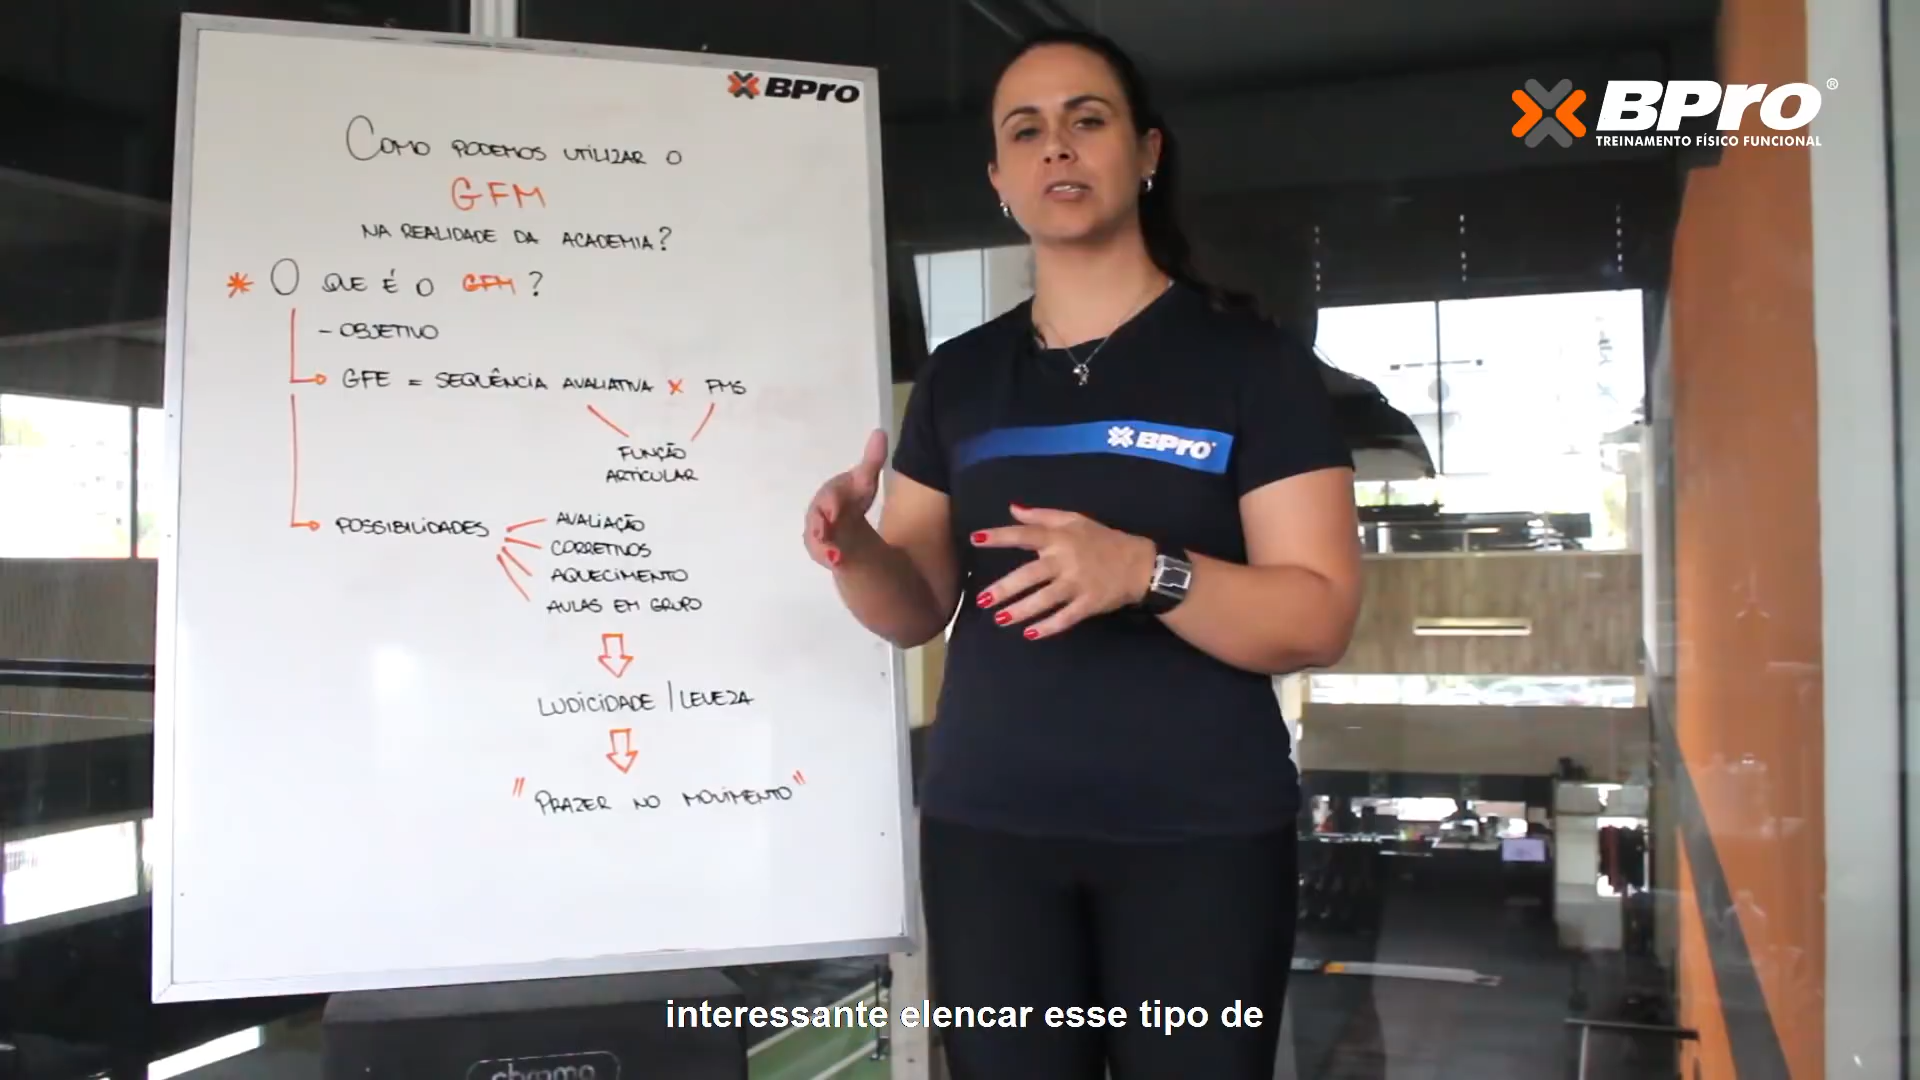 BPro
COMO PODEMOS UTILIZAR O
GFM
NA REALIDADE DA ACADEMIA?
* O QUE É O GFM?
- OBJETIVO
GFE = SEQUÊNCIA AVALIATIVA X FMS
FUNÇÃO
ARTICULAR
POSSIBILIDADES
AVALIAÇÃO
CORRETIVOS
AQUECIMENTO
AULAS EM GRUPO
LUDICIDADE / LEVEZA
"PRAZER NO MOVIMENTO"
BPro®
TREINAMENTO FÍSICO FUNCIONAL
BPro
chroma
interessante elencar esse tipo de